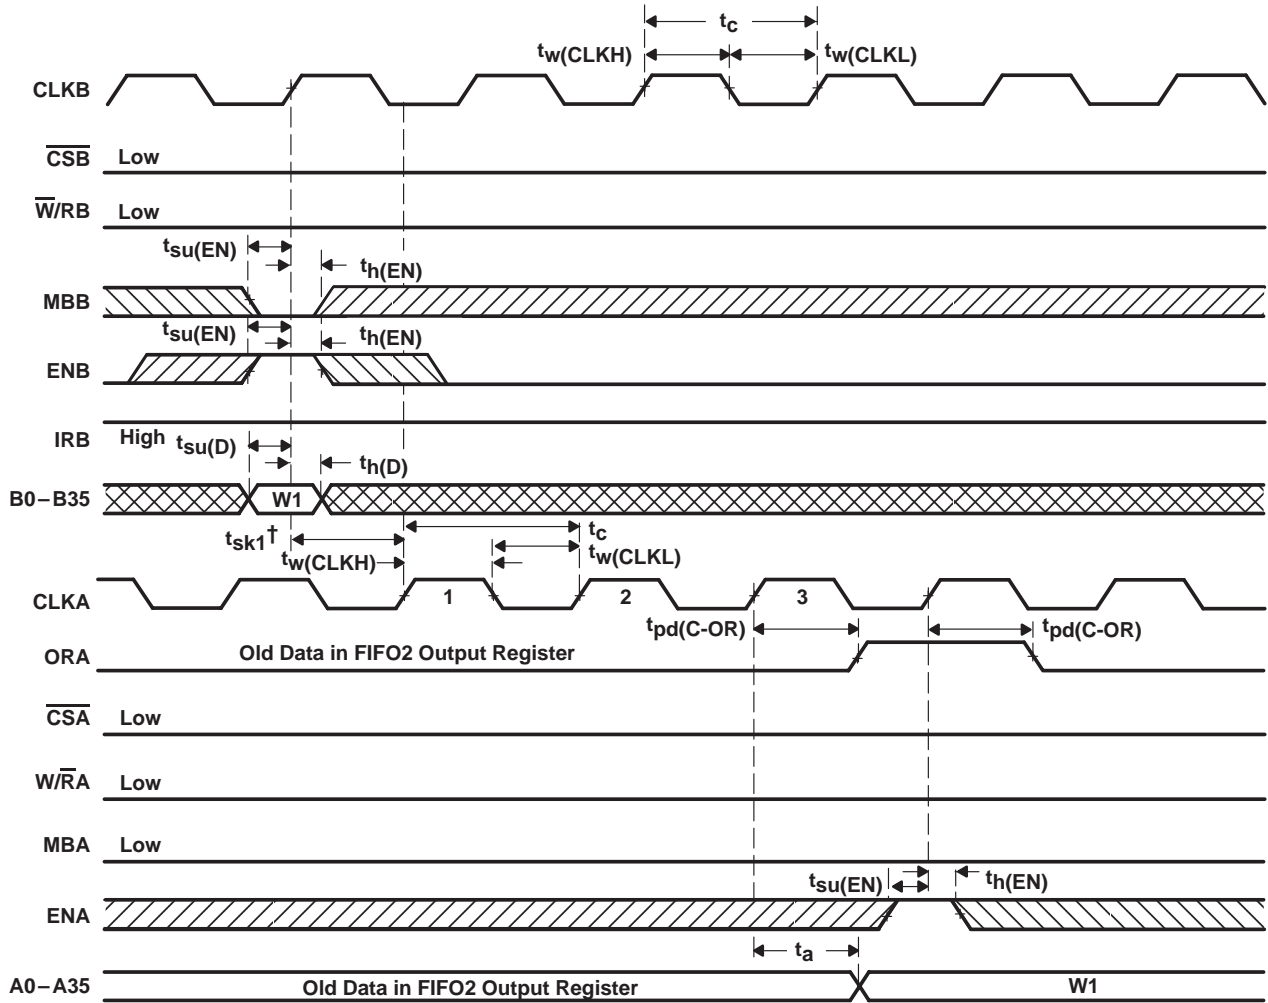 tc
tw(CLKH) tw(CLKL)
CLKB
CSB Low
W/RB Low
tsu(EN)
th(EN)
MBB
tsu(EN) th(EN)
ENB
IRB High
tsu(D)
th(D)
B0–B35 W1
tsk1† tc
tw(CLKH) tw(CLKL)
CLKA 1 2 3
tpd(C-OR) tpd(C-OR)
ORA Old Data in FIFO2 Output Register
CSA Low
W/RA Low
MBA Low
tsu(EN) th(EN)
ENA
ta
A0–A35 Old Data in FIFO2 Output Register W1